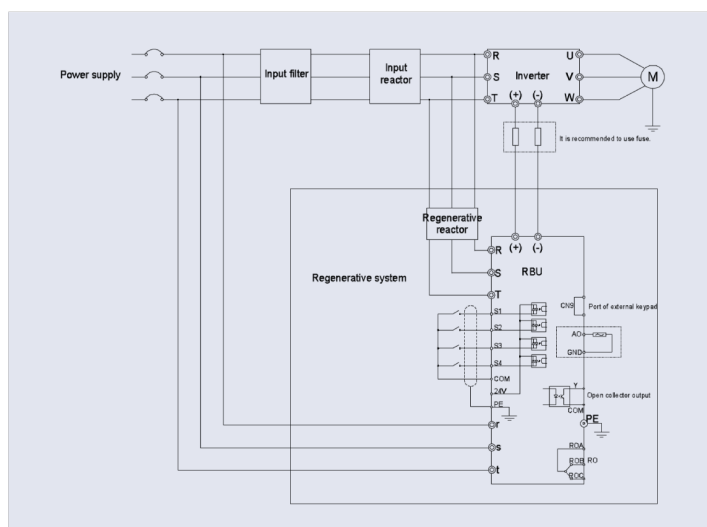 Power supply
Input filter
Input
reactor
R
S
T
Inverter
(+) (-)
U
V
W
M
It is recommended to use fuse.
Regenerative
reactor
Regenerative system
(+) (-)
R
S
T
RBU
S1
S2
S3
S4
COM
24V
PE
r
s
t
CN9
Port of external keypad
AO
GND
Y
Open collector output
COM
PE
ROA
ROB
RO
ROC